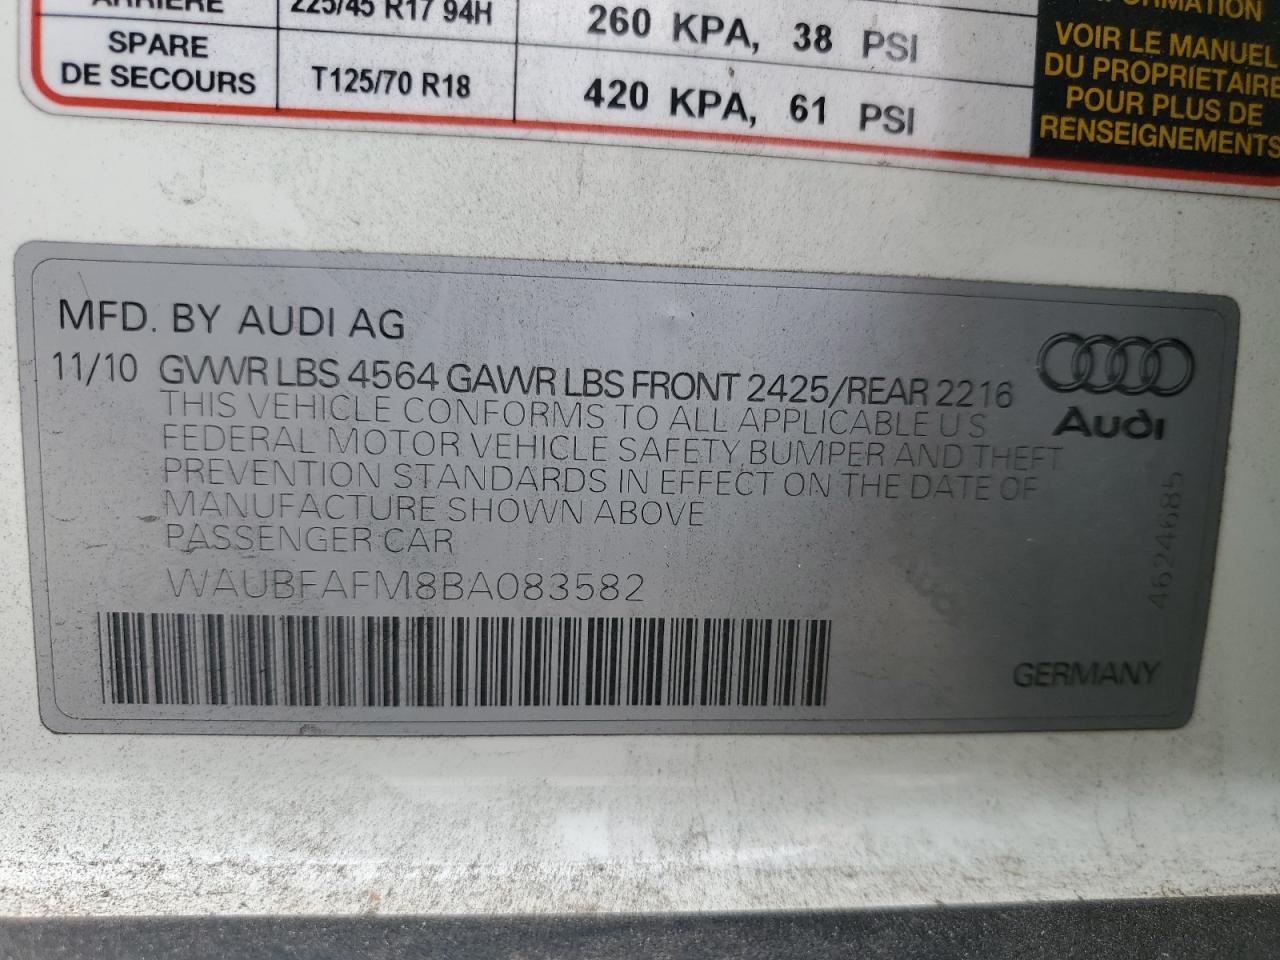 ARRIÈRE 225/45 R17 94H 260 KPA, 38 PSI
SPARE
DE SECOURS T125/70 R18 420 KPA, 61 PSI
VOIR LE MANUEL
DU PROPRIETAIRE
POUR PLUS DE
RENSEIGNEMENTS
MFD. BY AUDI AG
11/10 GVWR LBS 4564 GAWR LBS FRONT 2425/REAR 2216
THIS VEHICLE CONFORMS TO ALL APPLICABLE US
FEDERAL MOTOR VEHICLE SAFETY, BUMPER AND THEFT
PREVENTION STANDARDS IN EFFECT ON THE DATE OF
MANUFACTURE SHOWN ABOVE
PASSENGER CAR
WAUBFAFM8BA083582
Audi
4624685
Audi
GERMANY